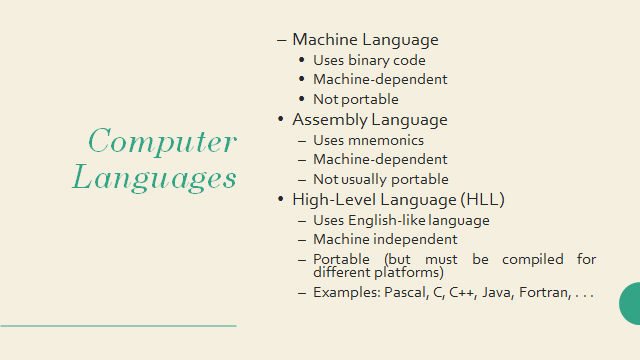 Computer
Languages
– Machine Language
• Uses binary code
• Machine-dependent
• Not portable
• Assembly Language
– Uses mnemonics
– Machine-dependent
– Not usually portable
• High-Level Language (HLL)
– Uses English-like language
– Machine independent
– Portable (but must be compiled for
different platforms)
– Examples: Pascal, C, C++, Java, Fortran, . . .